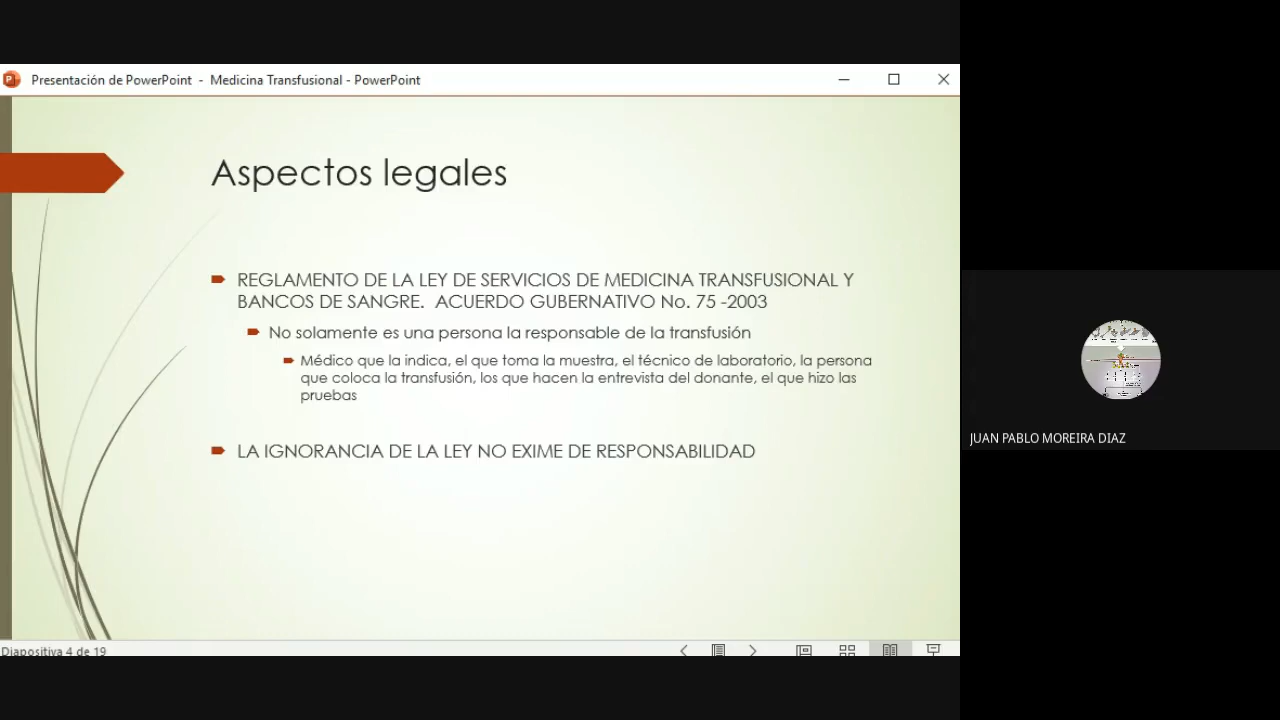 Presentación de PowerPoint - Medicina Transfusional - PowerPoint
Aspectos legales
REGLAMENTO DE LA LEY DE SERVICIOS DE MEDICINA TRANSFUSIONAL Y
BANCOS DE SANGRE. ACUERDO GUBERNATIVO No. 75 -2003
No solamente es una persona la responsable de la transfusión
Médico que la indica, el que toma la muestra, el técnico de laboratorio, la persona
que coloca la transfusión, los que hacen la entrevista del donante, el que hizo las
pruebas
LA IGNORANCIA DE LA LEY NO EXIME DE RESPONSABILIDAD
Diapositiva 4 de 19
JUAN PABLO MOREIRA DIAZ